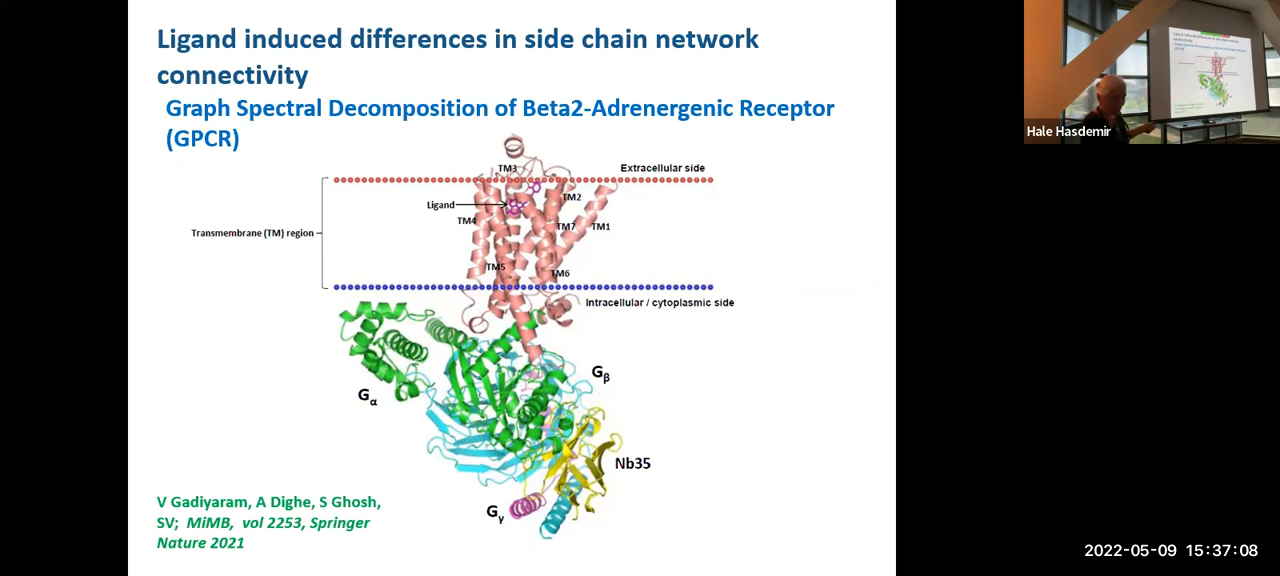 Ligand induced differences in side chain network
connectivity
Graph Spectral Decomposition of Beta2-Adrenergenic Receptor
(GPCR)
TM3
Extracellular side
Ligand
TM2
TM4
TM7
TM1
Transmembrane (TM) region
TM5
TM6
Intracellular / cytoplasmic side
Gα
Gβ
Nb35
Gγ
V Gadiyaram, A Dighe, S Ghosh,
SV; MiMB, vol 2253, Springer
Nature 2021
Hale Hasdemir
2022-05-09 15:37:08